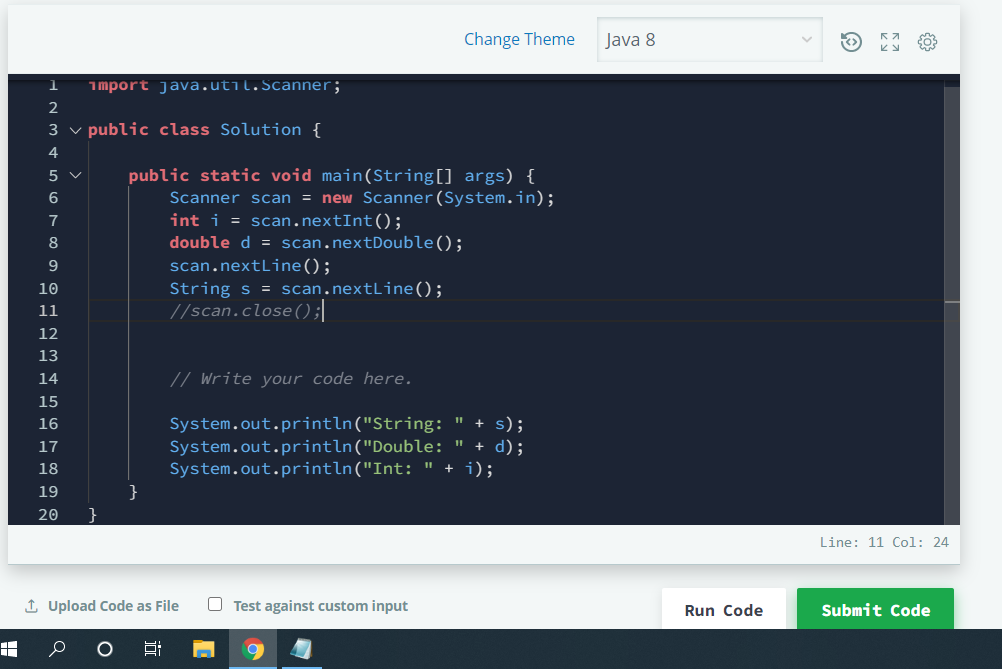 Change Theme Java 8
1 import java.util.Scanner;
2
3 public class Solution {
4
5 public static void main(String[] args) {
6 Scanner scan = new Scanner(System.in);
7 int i = scan.nextInt();
8 double d = scan.nextDouble();
9 scan.nextLine();
10 String s = scan.nextLine();
11 //scan.close();
12
13
14 // Write your code here.
15
16 System.out.println("String: " + s);
17 System.out.println("Double: " + d);
18 System.out.println("Int: " + i);
19 }
20 }
Line: 11 Col: 24
Upload Code as File Test against custom input Run Code Submit Code